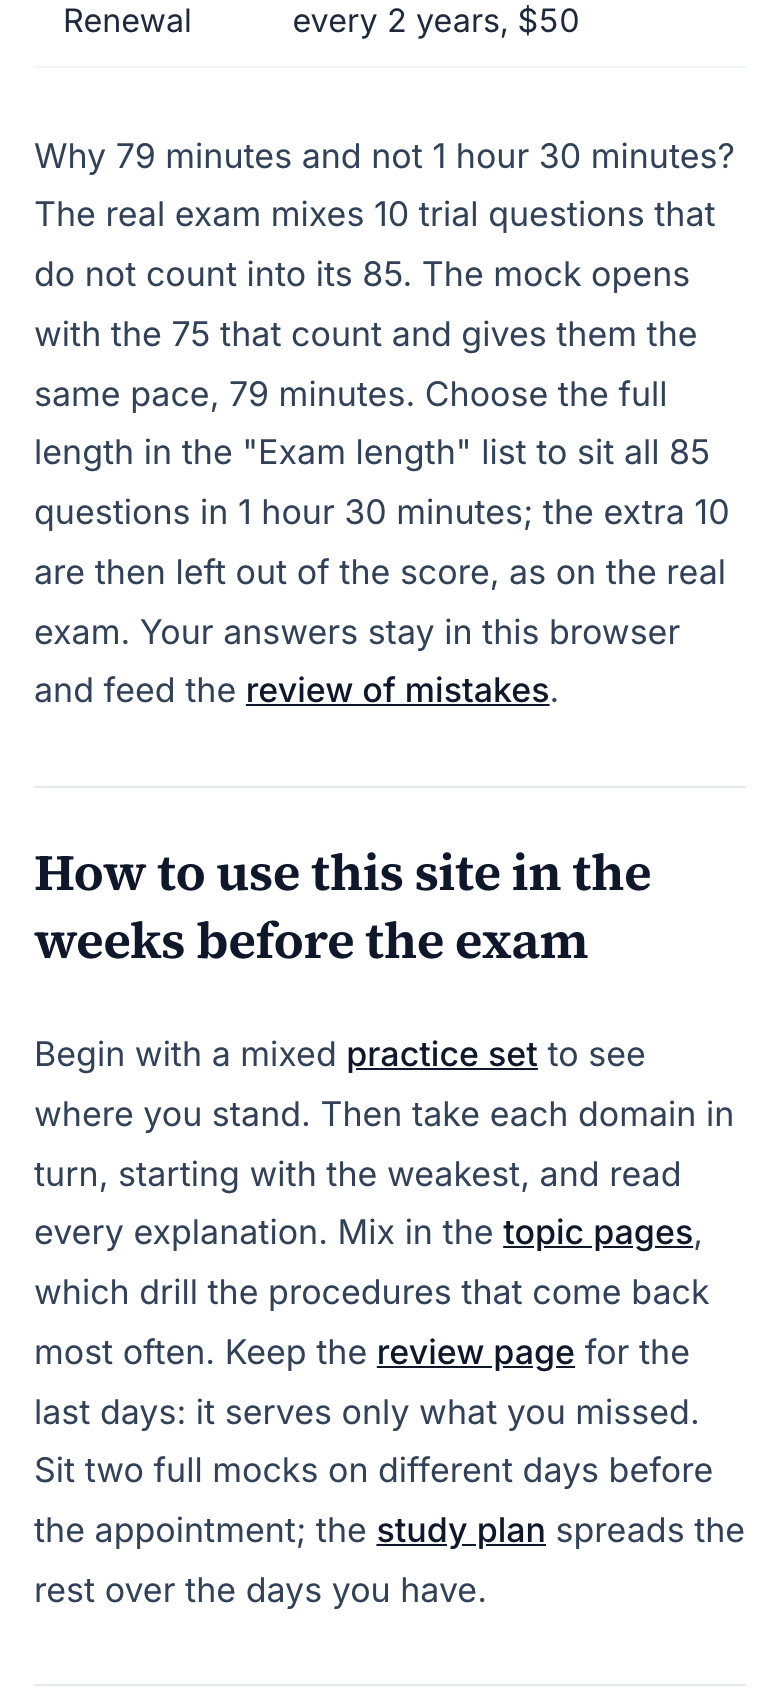 Renewal every 2 years, $50
Why 79 minutes and not 1 hour 30 minutes?
The real exam mixes 10 trial questions that
do not count into its 85. The mock opens
with the 75 that count and gives them the
same pace, 79 minutes. Choose the full
length in the "Exam length" list to sit all 85
questions in 1 hour 30 minutes; the extra 10
are then left out of the score, as on the real
exam. Your answers stay in this browser
and feed the review of mistakes.
How to use this site in the
weeks before the exam
Begin with a mixed practice set to see
where you stand. Then take each domain in
turn, starting with the weakest, and read
every explanation. Mix in the topic pages,
which drill the procedures that come back
most often. Keep the review page for the
last days: it serves only what you missed.
Sit two full mocks on different days before
the appointment; the study plan spreads the
rest over the days you have.